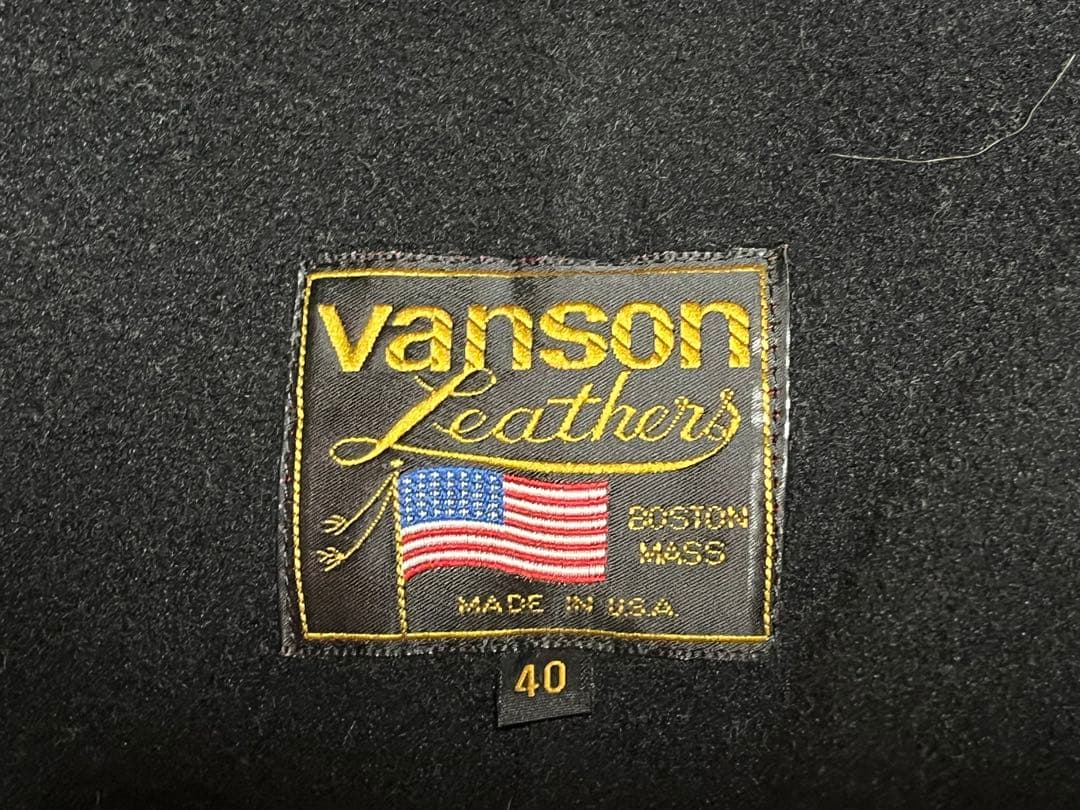 vanson
Leathers
BOSTON
MASS
MADE IN U.S.A
40